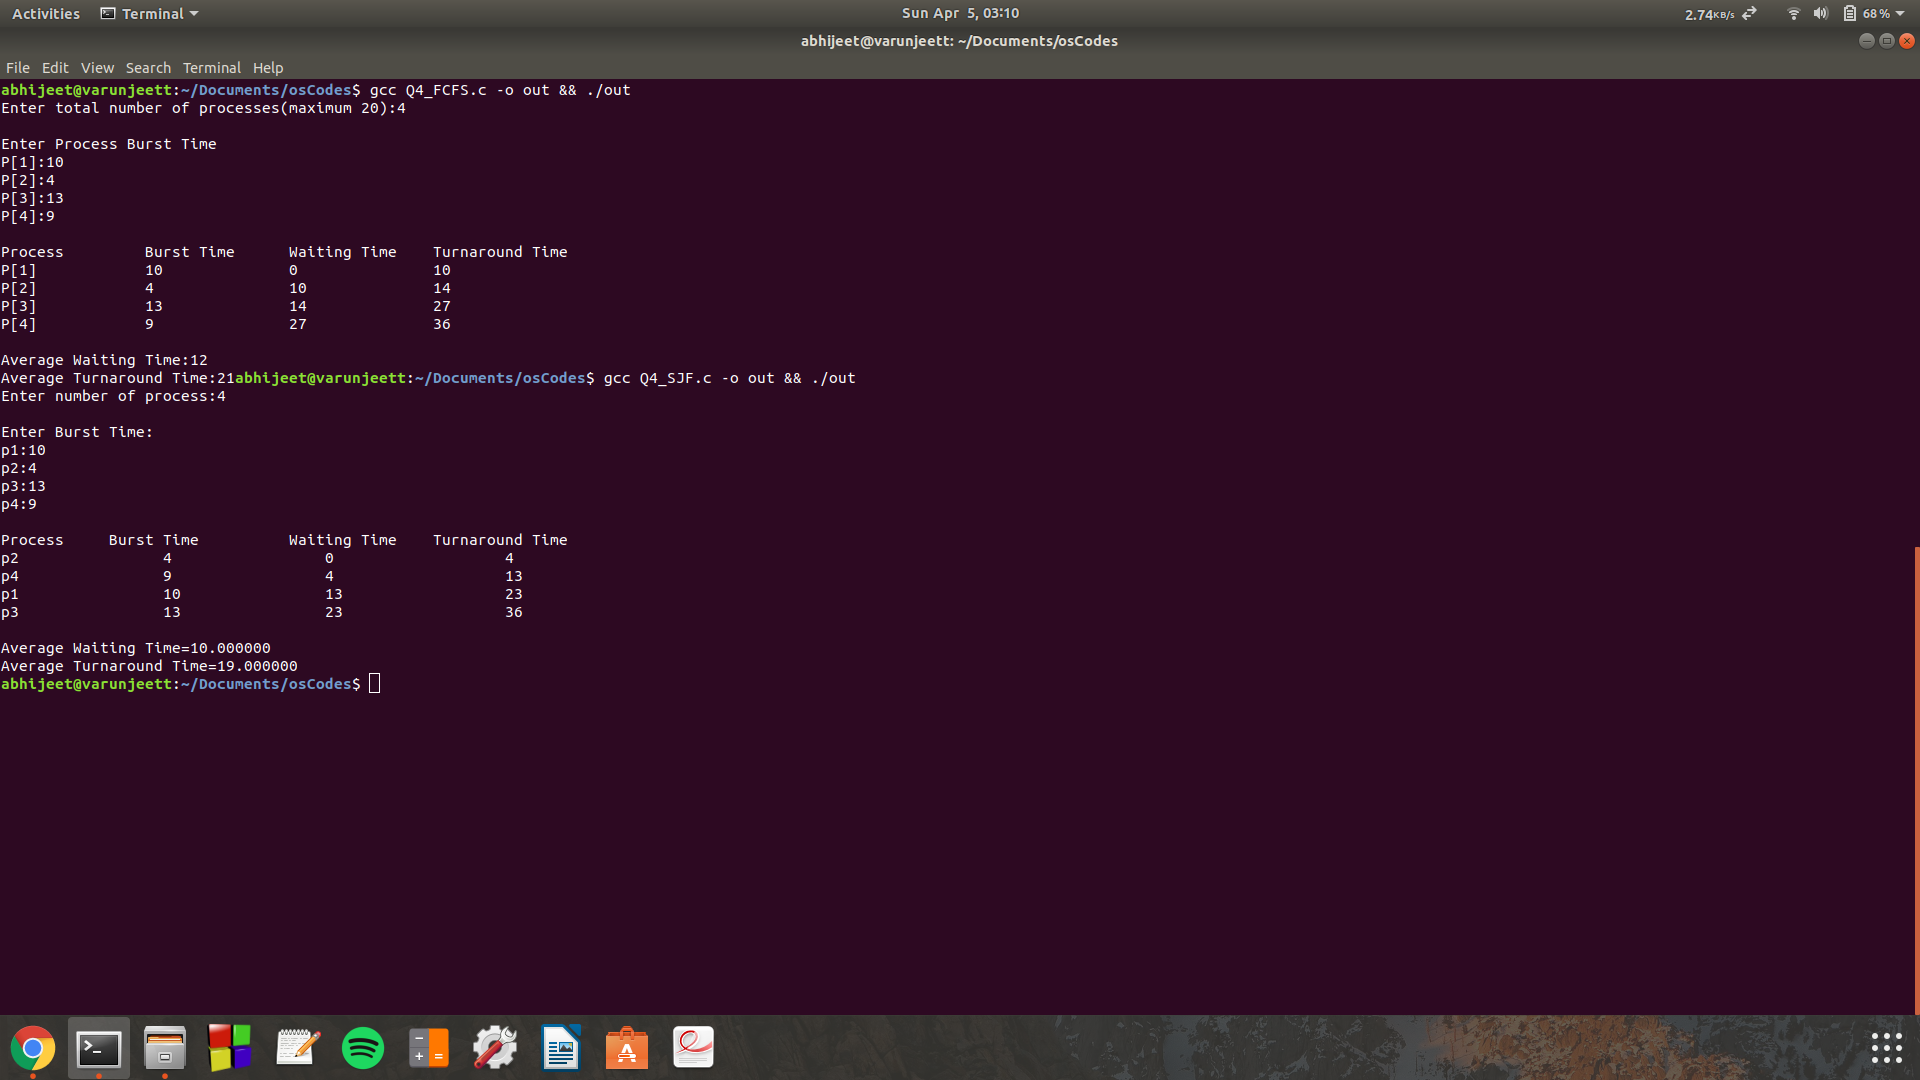 Activities Terminal Sun Apr 5, 03:10 2.74KB/s 68%
abhijeet@varunjeett: ~/Documents/osCodes
File Edit View Search Terminal Help
abhijeet@varunjeett:~/Documents/osCodes$ gcc Q4_FCFS.c -o out && ./out
Enter total number of processes(maximum 20):4
Enter Process Burst Time
P[1]:10
P[2]:4
P[3]:13
P[4]:9
Process Burst Time Waiting Time Turnaround Time
P[1] 10 0 10
P[2] 4 10 14
P[3] 13 14 27
P[4] 9 27 36
Average Waiting Time:12
Average Turnaround Time:21abhijeet@varunjeett:~/Documents/osCodes$ gcc Q4_SJF.c -o out && ./out
Enter number of process:4
Enter Burst Time:
p1:10
p2:4
p3:13
p4:9
Process Burst Time Waiting Time Turnaround Time
p2 4 0 4
p4 9 4 13
p1 10 13 23
p3 13 23 36
Average Waiting Time=10.000000
Average Turnaround Time=19.000000
abhijeet@varunjeett:~/Documents/osCodes$